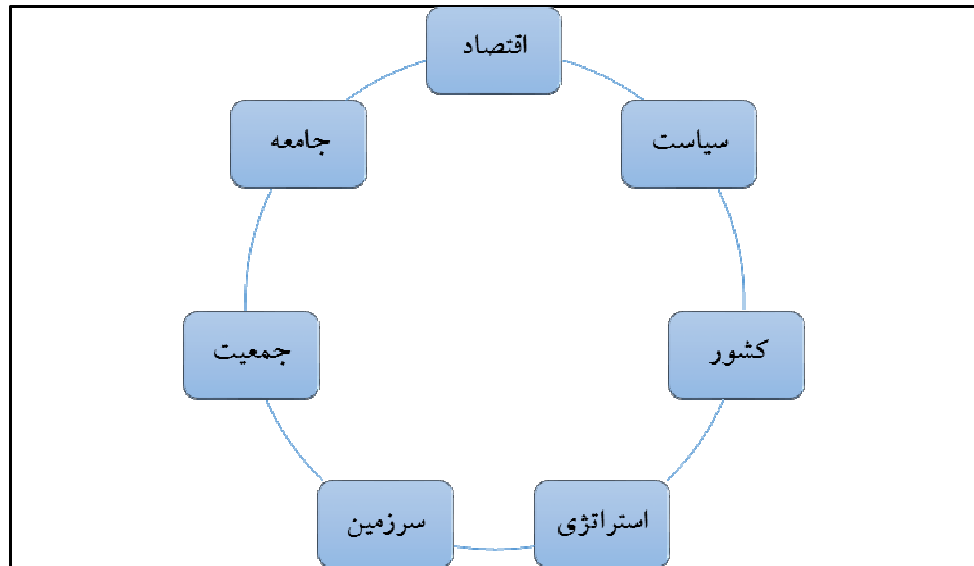 اقتصاد
سیاست
کشور
استراتژی
سرزمین
جمعیت
جامعه